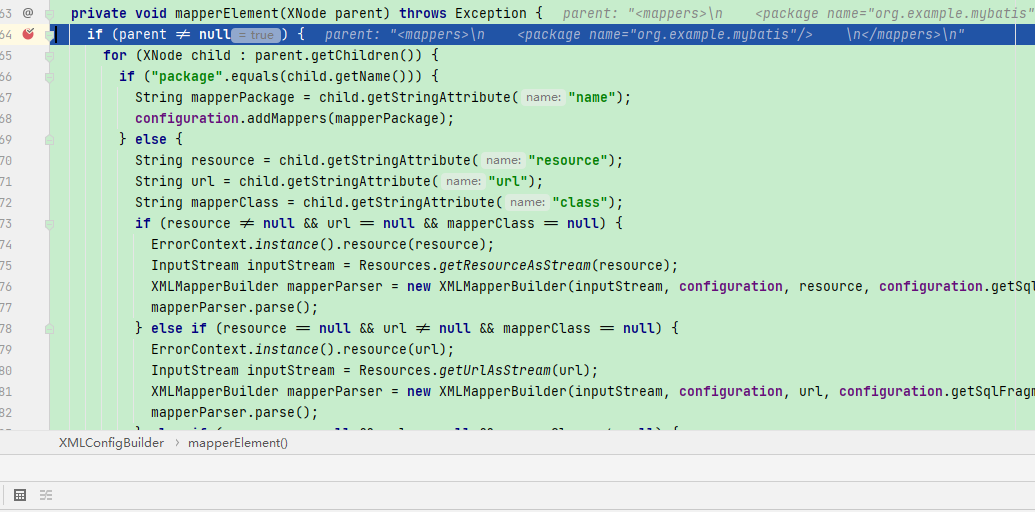 63 @ private void mapperElement(XNode parent) throws Exception { parent: "<mappers>\n    <package name="org.example.mybatis"
64 if (parent ≠ null = true ) { parent: "<mappers>\n    <package name="org.example.mybatis"/>    \n</mappers>\n"
65 for (XNode child : parent.getChildren()) {
66 if ("package".equals(child.getName())) {
67 String mapperPackage = child.getStringAttribute( name: "name");
68 configuration.addMappers(mapperPackage);
69 } else {
70 String resource = child.getStringAttribute( name: "resource");
71 String url = child.getStringAttribute( name: "url");
72 String mapperClass = child.getStringAttribute( name: "class");
73 if (resource ≠ null && url == null && mapperClass == null) {
74 ErrorContext.instance().resource(resource);
75 InputStream inputStream = Resources.getResourceAsStream(resource);
76 XMLMapperBuilder mapperParser = new XMLMapperBuilder(inputStream, configuration, resource, configuration.getSql
77 mapperParser.parse();
78 } else if (resource == null && url ≠ null && mapperClass == null) {
79 ErrorContext.instance().resource(url);
80 InputStream inputStream = Resources.getUrlAsStream(url);
81 XMLMapperBuilder mapperParser = new XMLMapperBuilder(inputStream, configuration, url, configuration.getSqlFragm
82 mapperParser.parse();
XMLConfigBuilder › mapperElement()